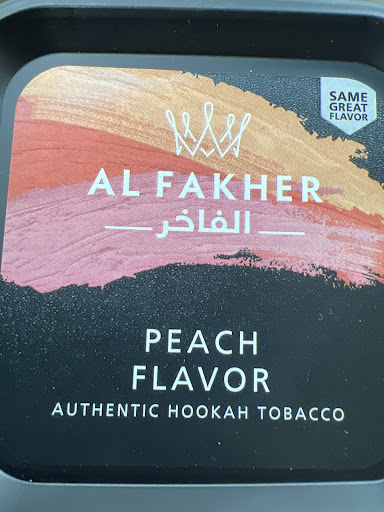 SAME
GREAT
FLAVOR
AL FAKHER
الفاخر
PEACH
FLAVOR
AUTHENTIC HOOKAH TOBACCO